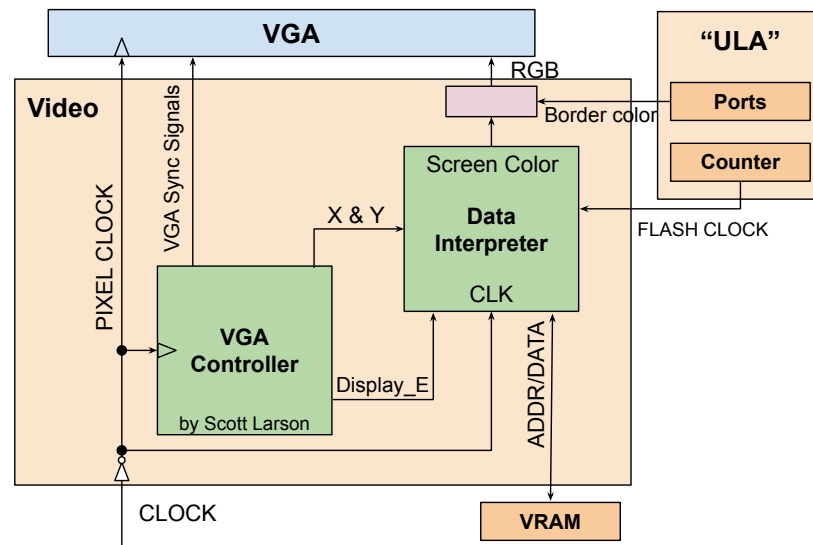 VGA
“ULA”
Video
RGB
Ports
Border color
Counter
VGA Sync Signals
PIXEL CLOCK
Screen Color
Data
Interpreter
CLK
X & Y
FLASH CLOCK
VGA
Controller
by Scott Larson
Display_E
ADDR/DATA
CLOCK
VRAM